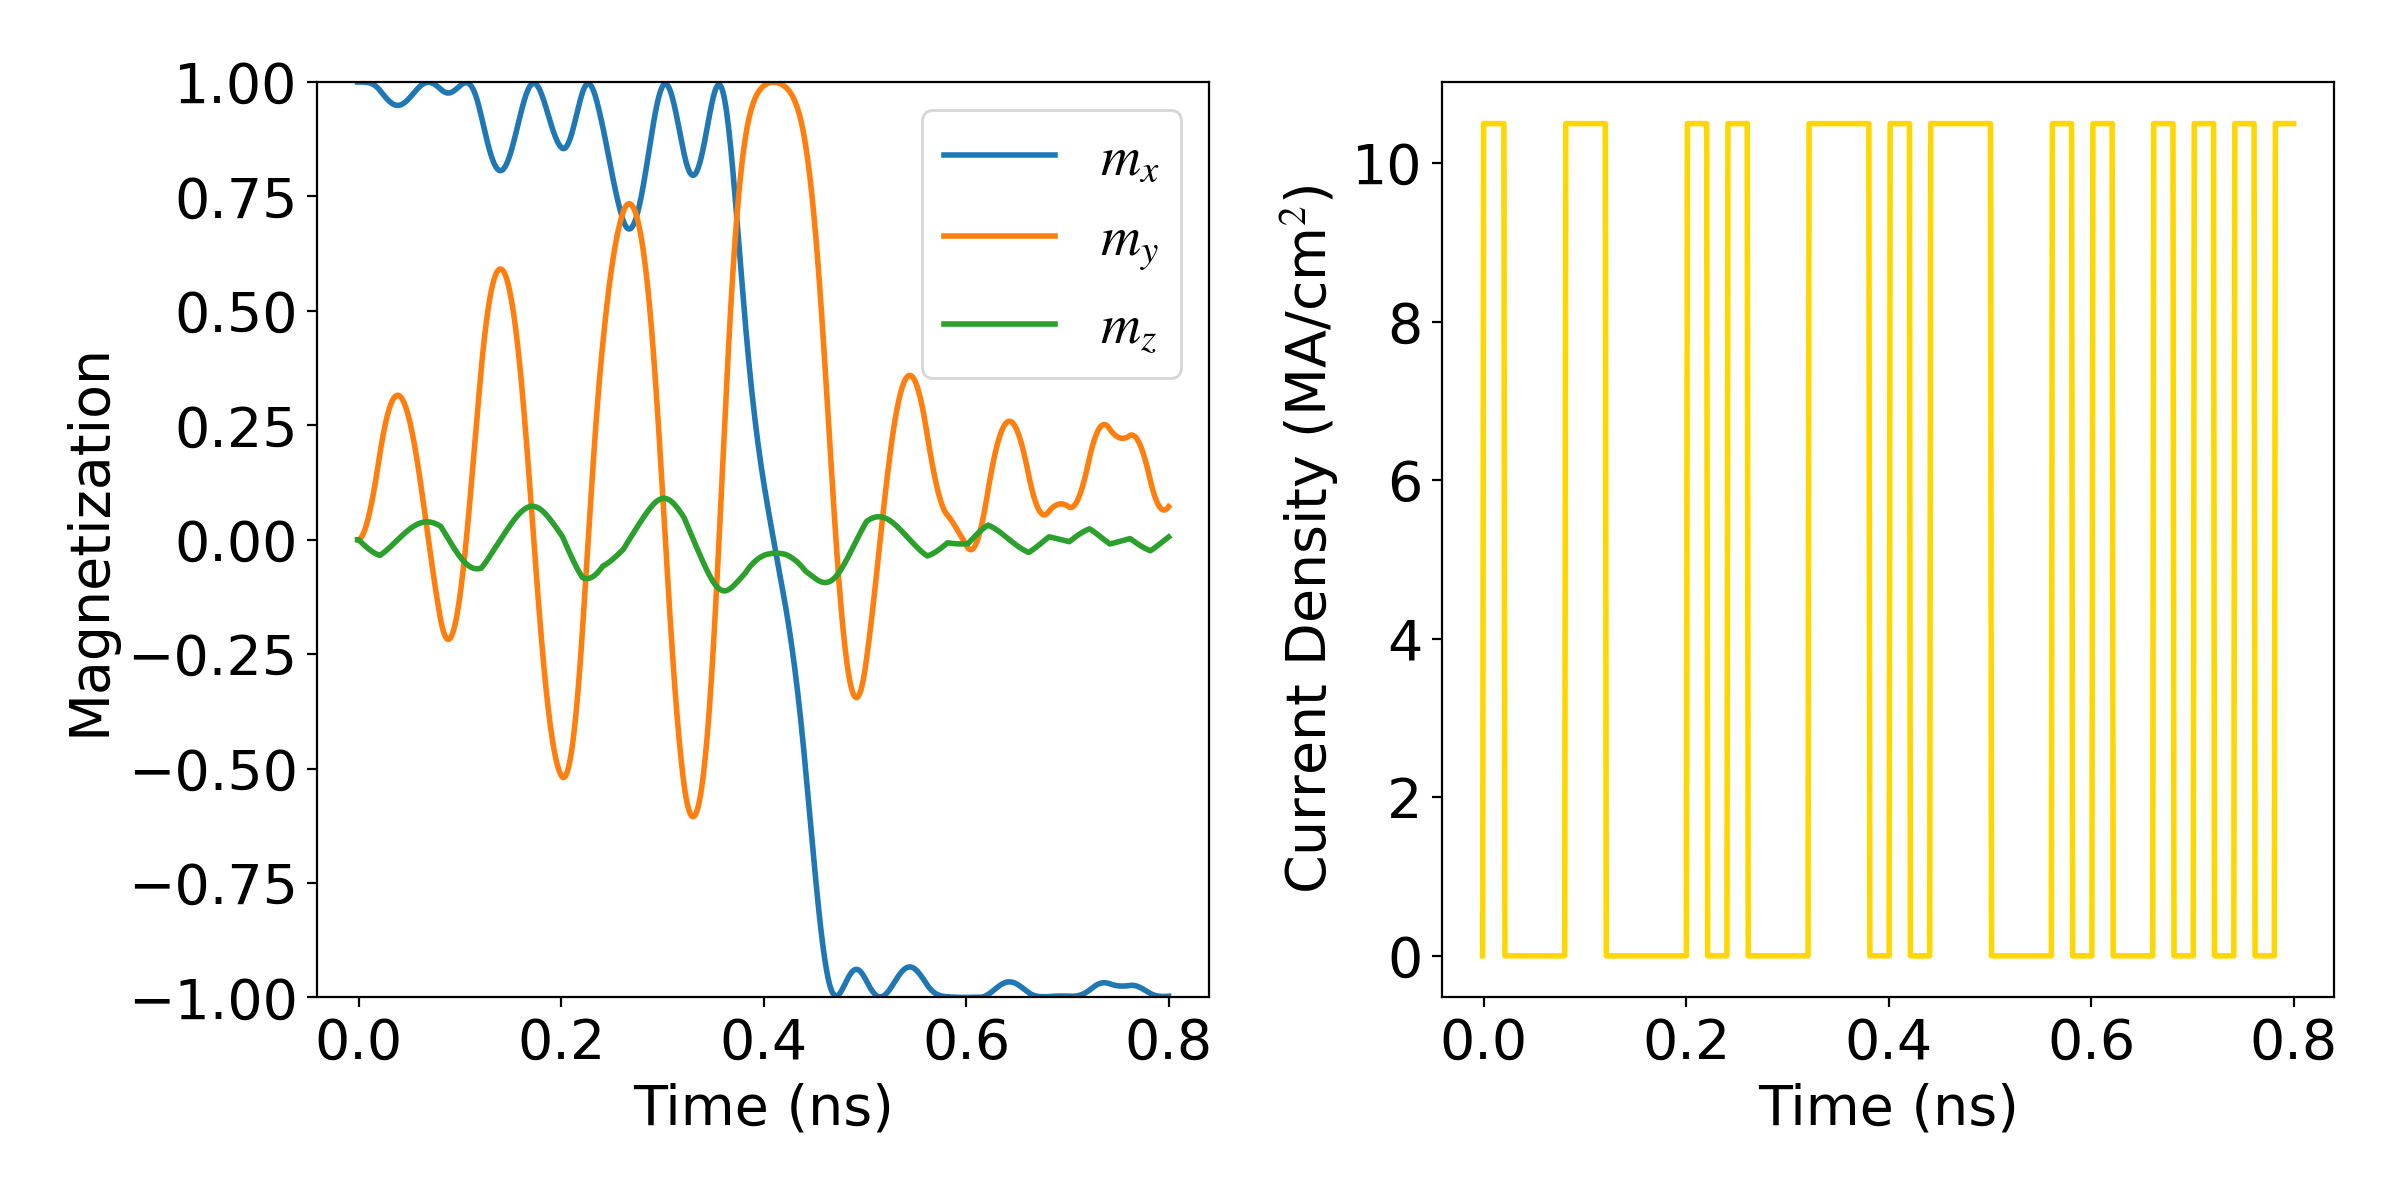 1.00
0.75
0.50
0.25
0.00
−0.25
−0.50
−0.75
−1.00
Magnetization
0.0 0.2 0.4 0.6 0.8
Time (ns)
m_x
m_y
m_z
10
8
6
4
2
0
Current Density (MA/cm²)
0.0 0.2 0.4 0.6 0.8
Time (ns)